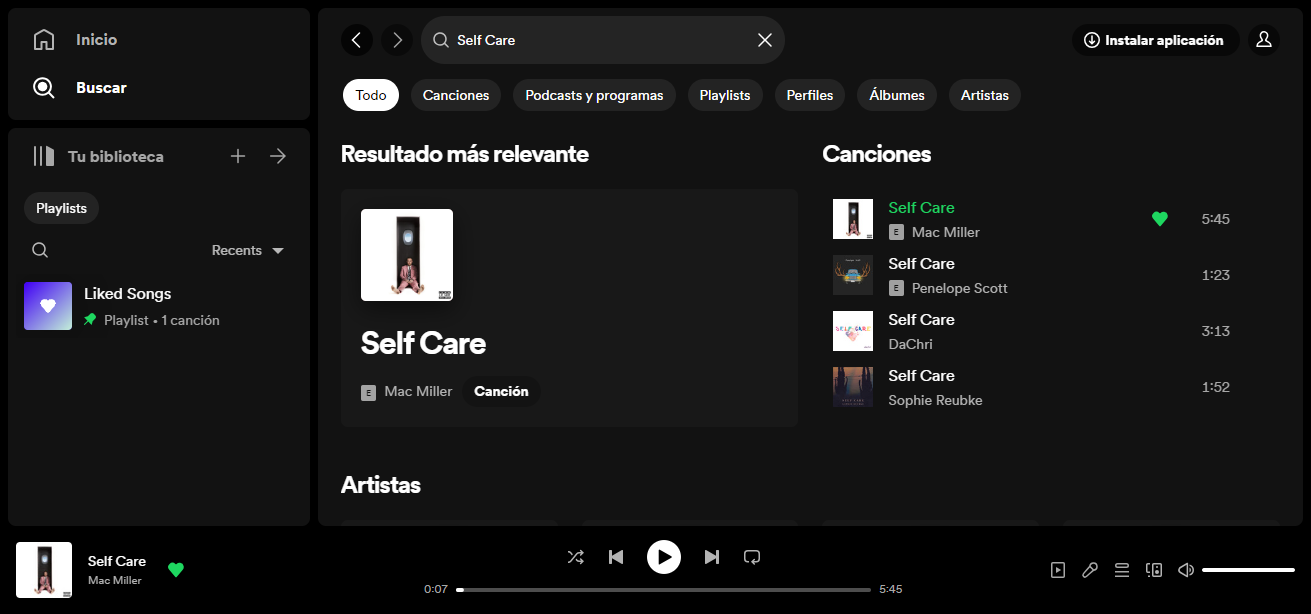 Inicio
Buscar
Tu biblioteca
Playlists
Recents
Liked Songs
Playlist • 1 canción
Self Care
Instalar aplicación
Todo
Canciones
Podcasts y programas
Playlists
Perfiles
Álbumes
Artistas
Resultado más relevante
Self Care
E Mac Miller
Canción
Canciones
Self Care
E Mac Miller
5:45
Self Care
E Penelope Scott
1:23
Self Care
DaChri
3:13
Self Care
Sophie Reubke
1:52
Artistas
Self Care
Mac Miller
0:07
5:45